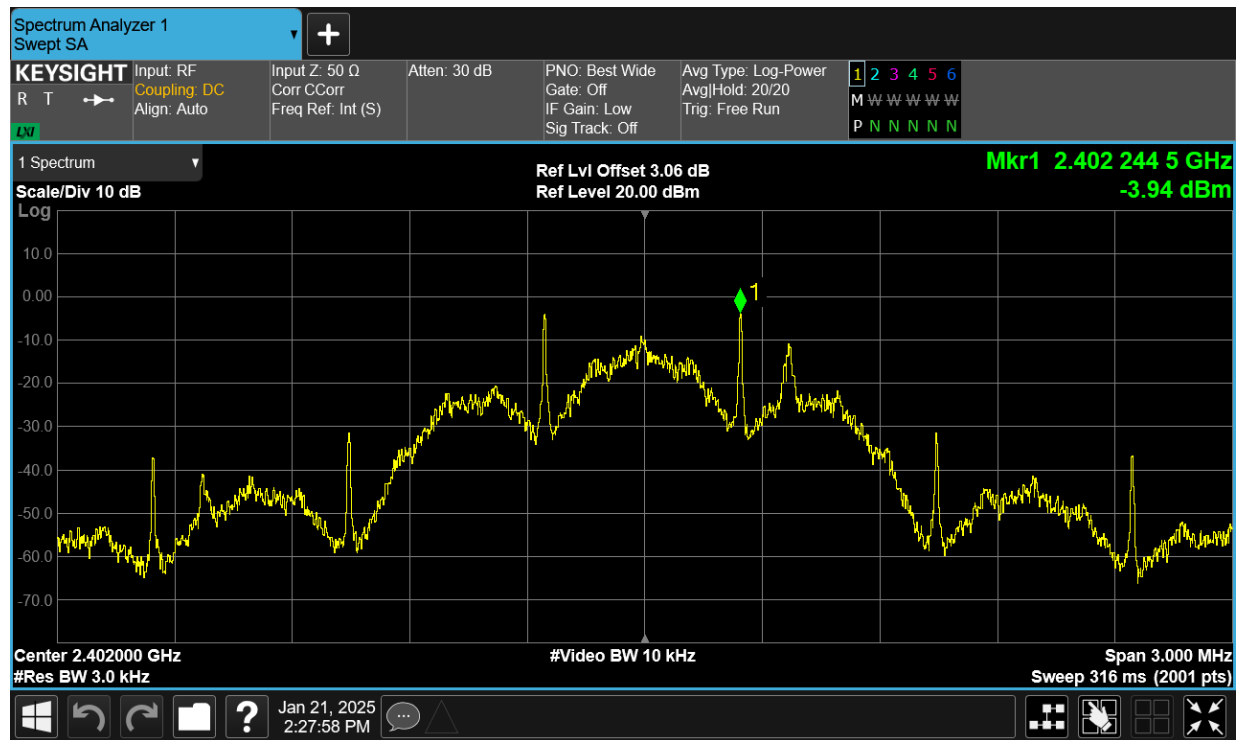 Spectrum Analyzer 1
Swept SA
+
KEYSIGHT
R T
LXI
Input: RF
Coupling: DC
Align: Auto
Input Z: 50 Ω
Corr CCorr
Freq Ref: Int (S)
Atten: 30 dB
PNO: Best Wide
Gate: Off
IF Gain: Low
Sig Track: Off
Avg Type: Log-Power
Avg|Hold: 20/20
Trig: Free Run
1 2 3 4 5 6
M W W W W W
P N N N N N
1 Spectrum
Scale/Div 10 dB
Ref Lvl Offset 3.06 dB
Ref Level 20.00 dBm
Mkr1 2.402 244 5 GHz
-3.94 dBm
Log
10.0
0.00
-10.0
-20.0
-30.0
-40.0
-50.0
-60.0
-70.0
1
Center 2.402000 GHz
#Res BW 3.0 kHz
#Video BW 10 kHz
Span 3.000 MHz
Sweep 316 ms (2001 pts)
?
Jan 21, 2025
2:27:58 PM